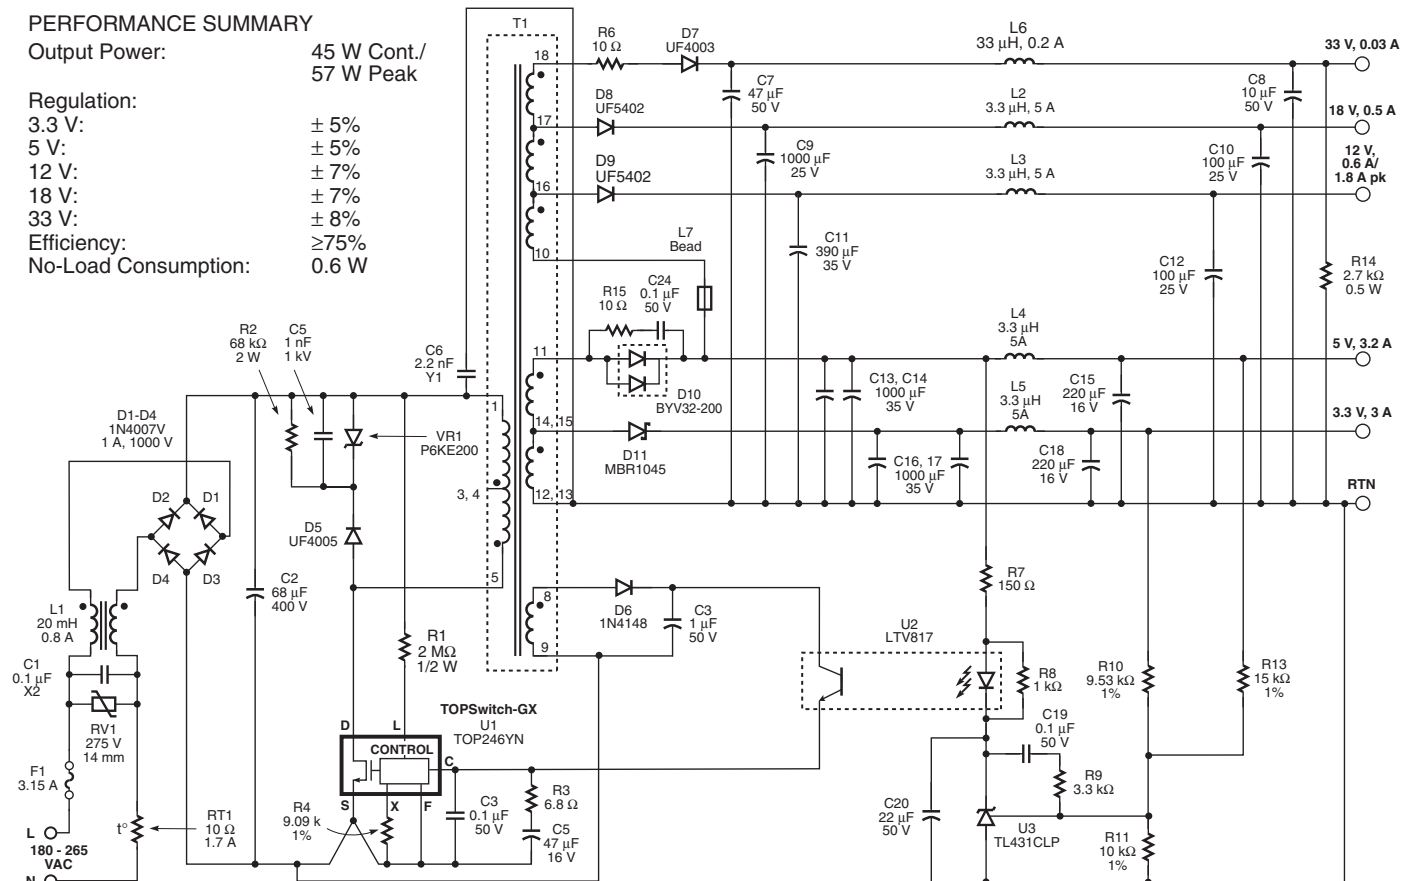 PERFORMANCE SUMMARY
Output Power: 45 W Cont./
57 W Peak
Regulation:
3.3 V: ± 5%
5 V: ± 5%
12 V: ± 7%
18 V: ± 7%
33 V: ± 8%
Efficiency: ≥75%
No-Load Consumption: 0.6 W
T1
R6
10 Ω
D7
UF4003
L6
33 µH, 0.2 A
33 V, 0.03 A
18
C7
47 µF
50 V
C8
10 µF
50 V
D8
UF5402
L2
3.3 µH, 5 A
18 V, 0.5 A
17
C9
1000 µF
25 V
C10
100 µF
25 V
D9
UF5402
L3
3.3 µH, 5 A
12 V,
0.6 A/
1.8 A pk
16
C11
390 µF
35 V
L7
Bead
10
C12
100 µF
25 V
R14
2.7 kΩ
0.5 W
R15
10 Ω
C24
0.1 µF
50 V
L4
3.3 µH
5A
5 V, 3.2 A
11
D10
BYV32-200
C13, C14
1000 µF
35 V
L5
3.3 µH
5A
C15
220 µF
16 V
3.3 V, 3 A
14, 15
D11
MBR1045
C16, 17
1000 µF
35 V
C18
220 µF
16 V
12, 13
RTN
R2
68 kΩ
2 W
C5
1 nF
1 kV
C6
2.2 nF
Y1
D1-D4
1N4007V
1 A, 1000 V
VR1
P6KE200
1
3, 4
5
D2
D1
D4
D3
D5
UF4005
C2
68 µF
400 V
L1
20 mH
0.8 A
C1
0.1 µF
X2
RV1
275 V
14 mm
F1
3.15 A
L
180 - 265
VAC
N
t°
RT1
10 Ω
1.7 A
R1
2 MΩ
1/2 W
8
9
D6
1N4148
C3
1 µF
50 V
R7
150 Ω
U2
LTV817
R8
1 kΩ
R10
9.53 kΩ
1%
R13
15 kΩ
1%
TOPSwitch-GX
U1
TOP246YN
D
L
CONTROL
C
S
X
F
R4
9.09 k
1%
C3
0.1 µF
50 V
R3
6.8 Ω
C5
47 µF
16 V
C19
0.1 µF
50 V
R9
3.3 kΩ
C20
22 µF
50 V
U3
TL431CLP
R11
10 kΩ
1%